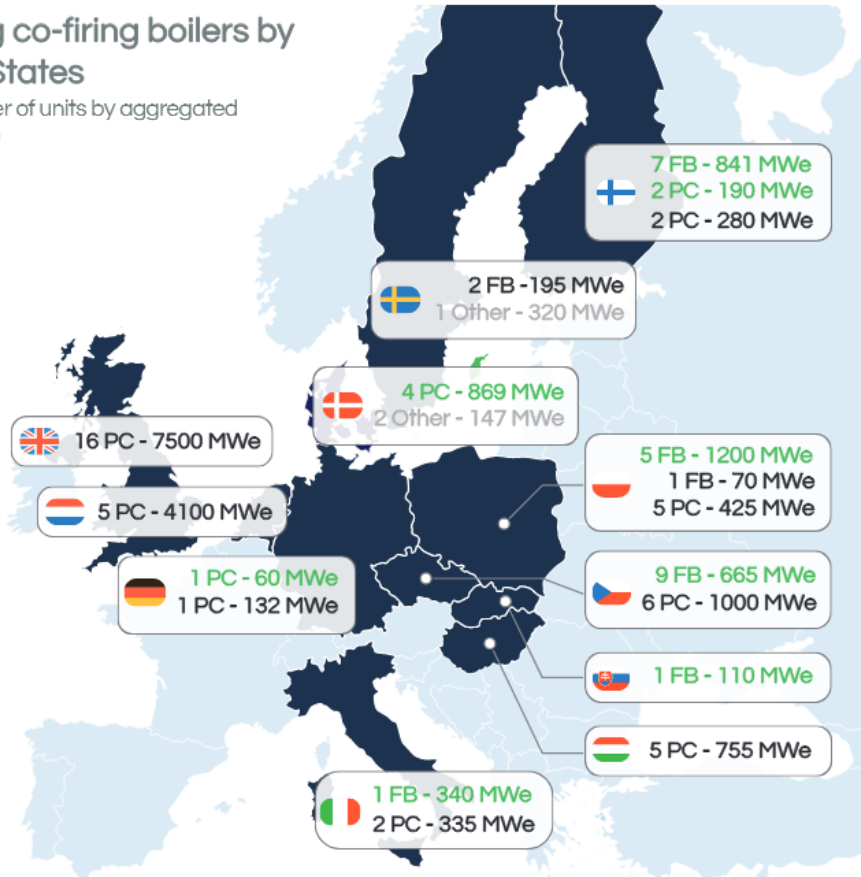 co-firing boilers by
States
of units by aggregated
7 FB - 841 MWe
2 PC - 190 MWe
2 PC - 280 MWe
2 FB -195 MWe
1 Other - 320 MWe
4 PC - 869 MWe
2 Other - 147 MWe
16 PC - 7500 MWe
5 PC - 4100 MWe
5 FB - 1200 MWe
1 FB - 70 MWe
5 PC - 425 MWe
1 PC - 60 MWe
1 PC - 132 MWe
9 FB - 665 MWe
6 PC - 1000 MWe
1 FB - 110 MWe
5 PC - 755 MWe
1 FB - 340 MWe
2 PC - 335 MWe